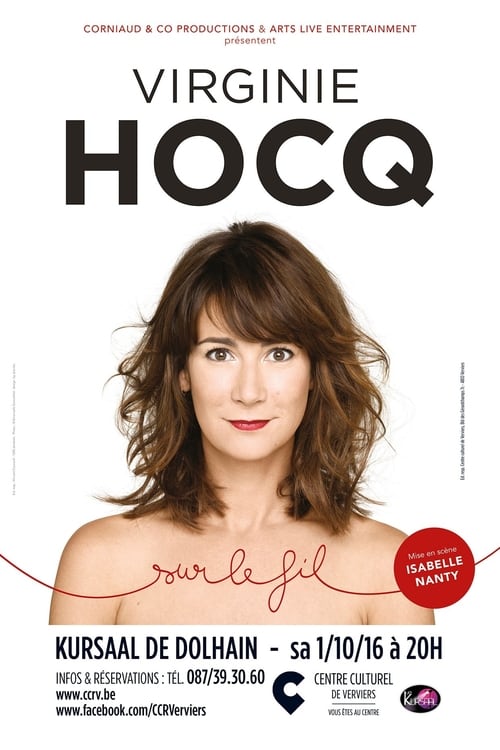 CORNIAUD & CO PRODUCTIONS & ARTS LIVE ENTERTAINMENT
présentent
VIRGINIE
HOCQ
sur le fil
Mise en scène
ISABELLE
NANTY
KURSAAL DE DOLHAIN - sa 1/10/16 à 20H
INFOS & RÉSERVATIONS : TÉL. 087/39.30.60
www.ccrv.be
www.facebook.com/CCRVerviers
CENTRE CULTUREL
DE VERVIERS
VOUS ÊTES AU CENTRE
KURSAAL